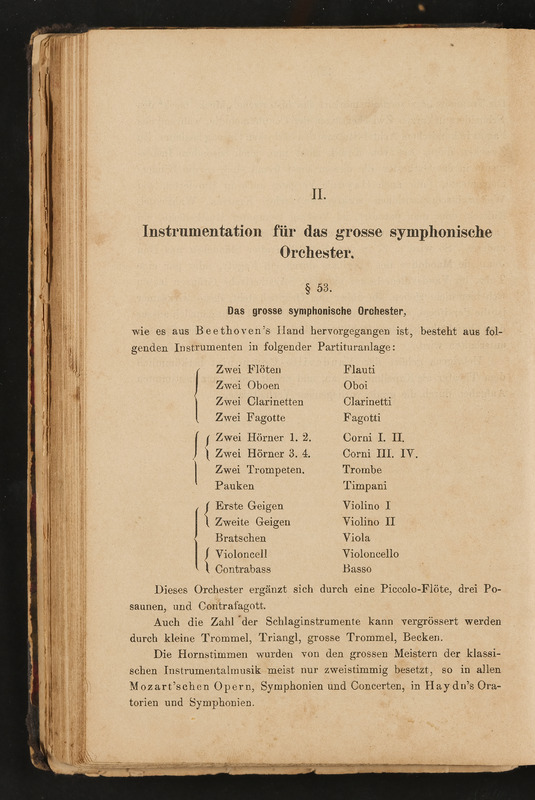 II.
Instrumentation für das grosse symphonische
Orchester.
§ 53.
Das grosse symphonische Orchester,
wie es aus Beethoven's Hand hervorgegangen ist, besteht aus fol-
genden Instrumenten in folgender Partituranlage:
Zwei Flöten Flauti
Zwei Oboen Oboi
Zwei Clarinetten Clarinetti
Zwei Fagotte Fagotti
Zwei Hörner 1. 2. Corni I. II.
Zwei Hörner 3. 4. Corni III. IV.
Zwei Trompeten. Trombe
Pauken Timpani
Erste Geigen Violino I
Zweite Geigen Violino II
Bratschen Viola
Violoncell Violoncello
Contrabass Basso
Dieses Orchester ergänzt sich durch eine Piccolo-Flöte, drei Po-
saunen, und Contrafagott.
Auch die Zahl der Schlaginstrumente kann vergrössert werden
durch kleine Trommel, Triangl, grosse Trommel, Becken.
Die Hornstimmen wurden von den grossen Meistern der klassi-
schen Instrumentalmusik meist nur zweistimmig besetzt, so in allen
Mozart'schen Opern, Symphonien und Concerten, in Haydn's Ora-
torien und Symphonien.